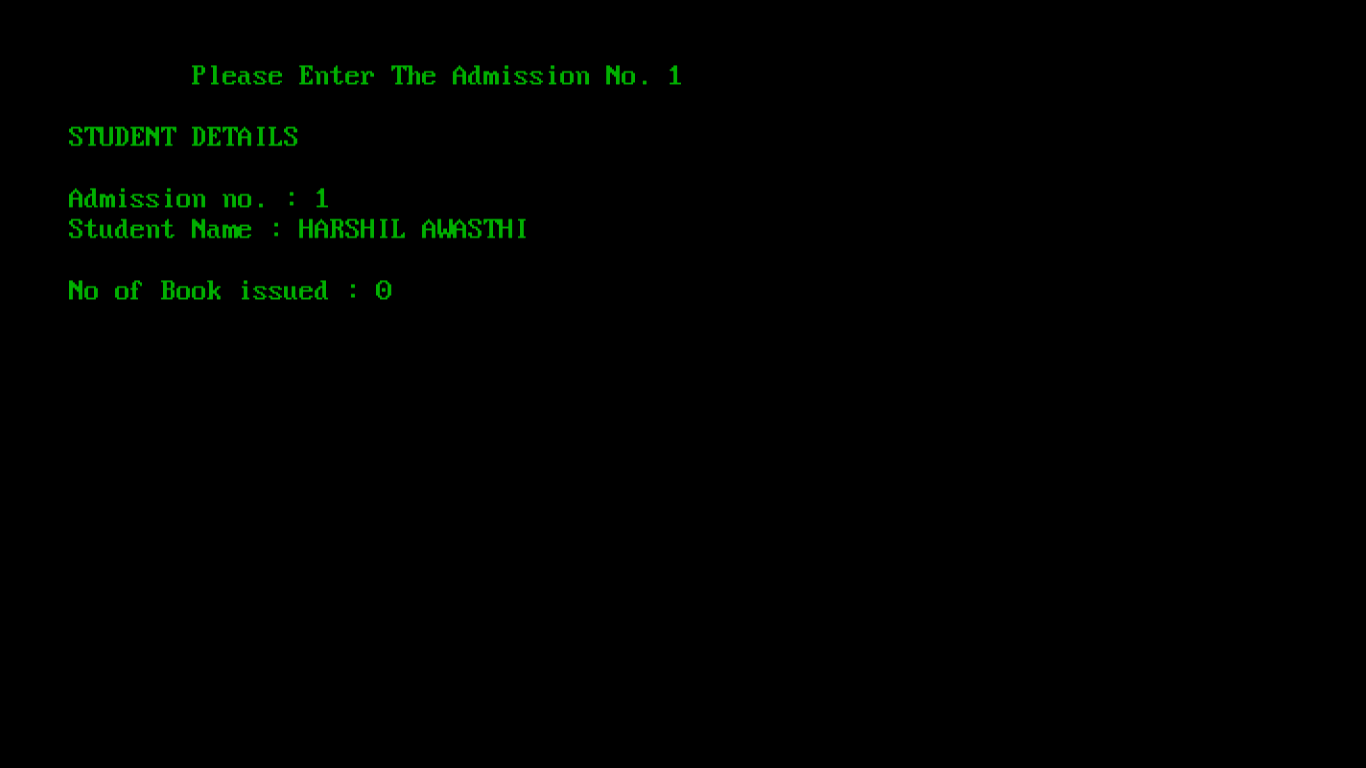 Please Enter The Admission No. 1
STUDENT DETAILS
Admission no. : 1
Student Name : HARSHIL AWASTHI
No of Book issued : 0